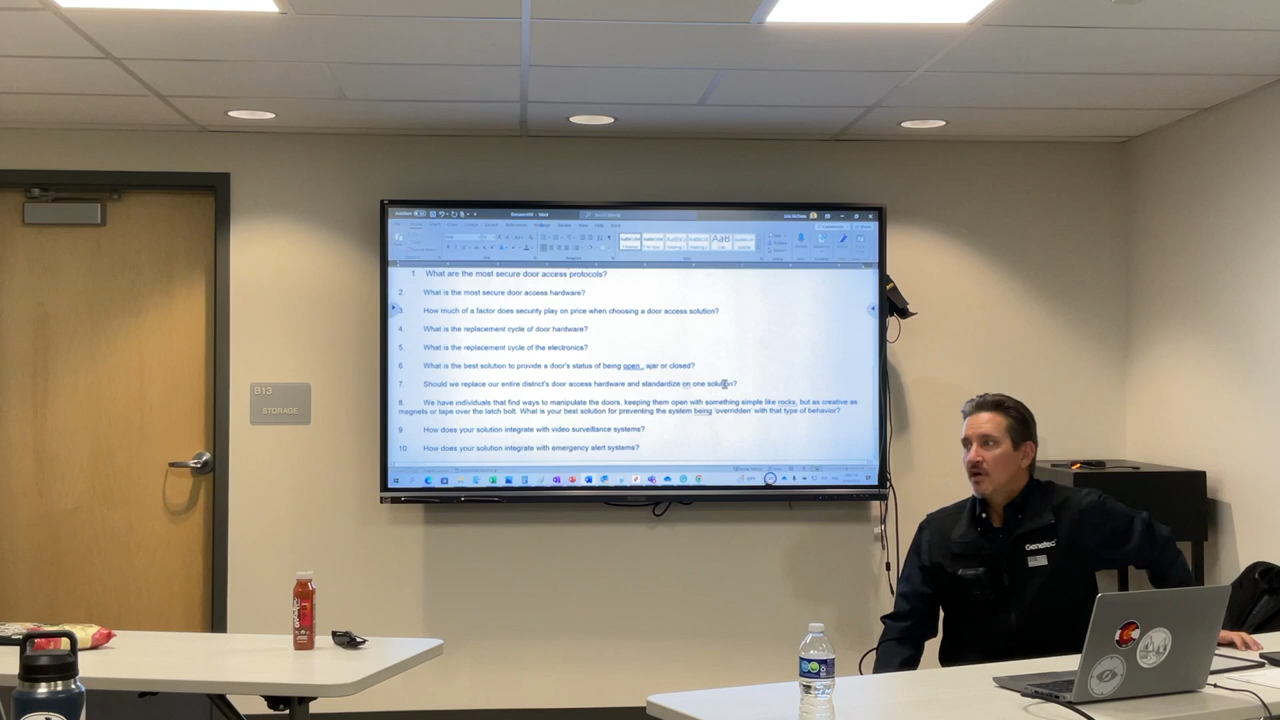 B13
STORAGE
1 What are the most secure door access protocols?
2. What is the most secure door access hardware?
3. How much of a factor does security play on price when choosing a door access solution?
4. What is the replacement cycle of door hardware?
5. What is the replacement cycle of the electronics?
6. What is the best solution to provide a door's status of being open , ajar or closed?
7. Should we replace our entire district's door access hardware and standardize on one solution?
8. We have individuals that find ways to manipulate the doors, keeping them open with something simple like rocks, but as creative as
magnets or tape over the latch bolt. What is your best solution for preventing the system being 'overridden' with that type of behavior?
9 How does your solution integrate with video surveillance systems?
10 How does your solution integrate with emergency alert systems?
Genetec